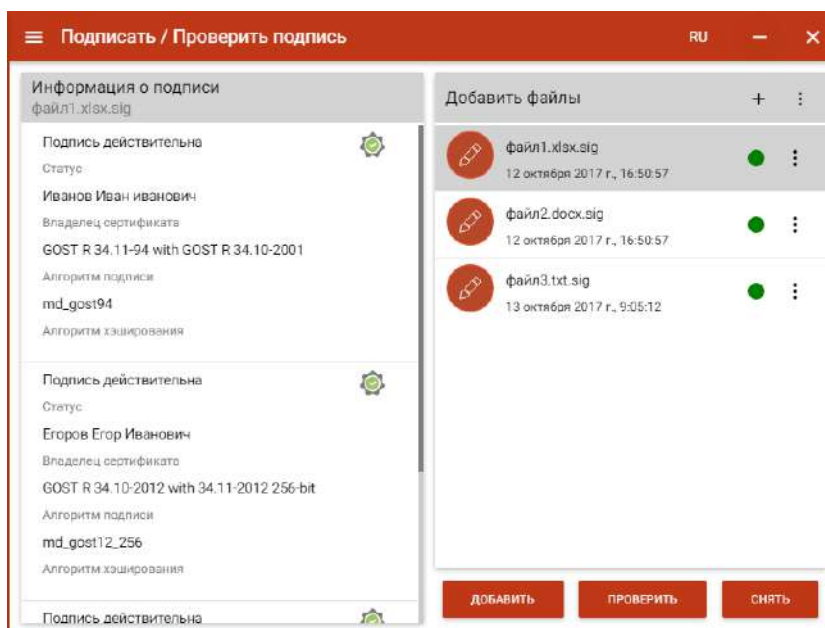 Подписать / Проверить подпись
RU
Информация о подписи
файл1.xlsx.sig
Подпись действительна
Статус
Иванов Иван иванович
Владелец сертификата
GOST R 34.11-94 with GOST R 34.10-2001
Алгоритм подписи
md_gost94
Алгоритм хэширования
Подпись действительна
Статус
Егоров Егор Иванович
Владелец сертификата
GOST R 34.10-2012 with 34.11-2012 256-bit
Алгоритм подписи
md_gost12_256
Алгоритм хэширования
Подпись действительна
Добавить файлы
файл1.xlsx.sig
12 октября 2017 г., 16:50:57
файл2.docx.sig
12 октября 2017 г., 16:50:57
файл3.txt.sig
13 октября 2017 г., 9:05:12
ДОБАВИТЬ
ПРОВЕРИТЬ
СНЯТЬ